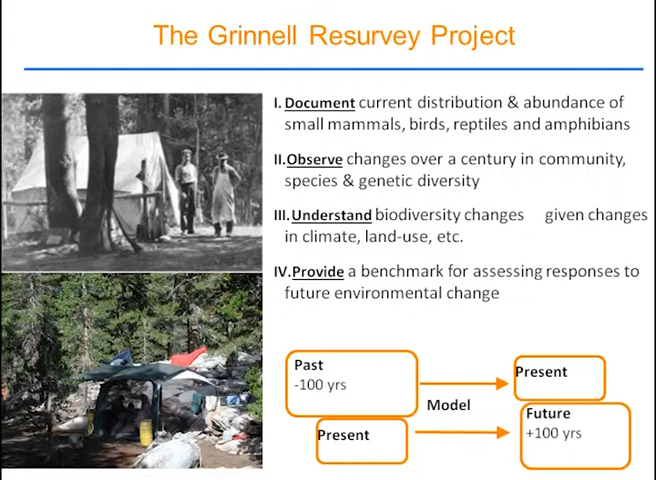 The Grinnell Resurvey Project
I. Document current distribution & abundance of
small mammals, birds, reptiles and amphibians
II.Observe changes over a century in community,
species & genetic diversity
III.Understand biodiversity changes given changes
in climate, land-use, etc.
IV.Provide a benchmark for assessing responses to
future environmental change
Past
-100 yrs
Present
Model
Present
Future
+100 yrs